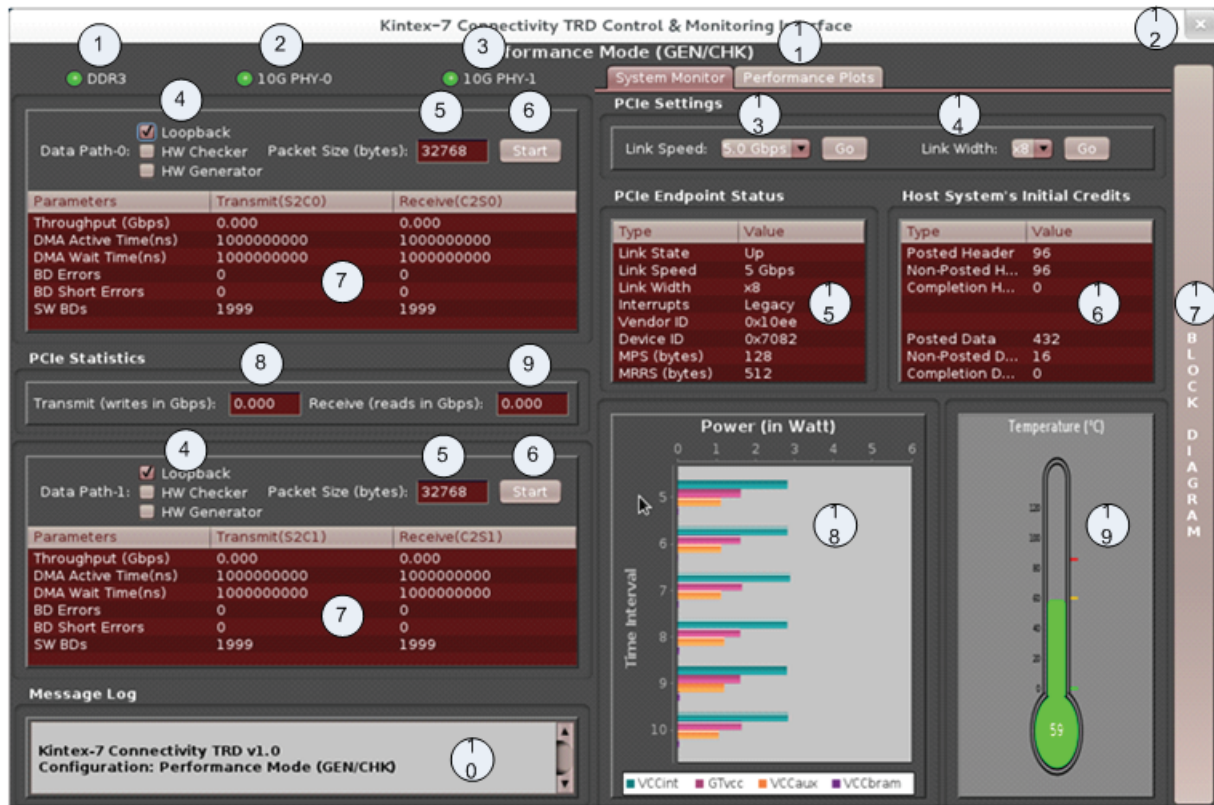 Kintex-7 Connectivity TRD Control & Monitoring Interface
12
×
Performance Mode (GEN/CHK)
1
2
3
11
DDR3
10G PHY-0
10G PHY-1
4
5
6
Loopback
Data Path-0:
HW Checker
HW Generator
Packet Size (bytes): 32768
Start
Parameters Transmit(S2C0) Receive(C2S0)
Throughput (Gbps) 0.000 0.000
DMA Active Time(ns) 1000000000 1000000000
DMA Wait Time(ns) 1000000000 1000000000
BD Errors 0 0
BD Short Errors 0 0
SW BDs 1999 1999
7
PCIe Statistics
8
9
Transmit (writes in Gbps): 0.000 Receive (reads in Gbps): 0.000
4
5
6
Loopback
Data Path-1:
HW Checker
HW Generator
Packet Size (bytes): 32768
Start
Parameters Transmit(S2C1) Receive(C2S1)
Throughput (Gbps) 0.000 0.000
DMA Active Time(ns) 1000000000 1000000000
DMA Wait Time(ns) 1000000000 1000000000
BD Errors 0 0
BD Short Errors 0 0
SW BDs 1999 1999
7
Message Log
Kintex-7 Connectivity TRD v1.0
Configuration: Performance Mode (GEN/CHK)
10
System Monitor Performance Plots
PCIe Settings
13
14
Link Speed: 5.0 Gbps Go Link Width: x8 Go
PCIe Endpoint Status
Type Value
Link State Up
Link Speed 5 Gbps
Link Width x8
Interrupts Legacy
Vendor ID 0x10ee
Device ID 0x7082
MPS (bytes) 128
MRRS (bytes) 512
15
Host System's Initial Credits
Type Value
Posted Header 96
Non-Posted H... 96
Completion H... 0
Posted Data 432
Non-Posted D... 16
Completion D... 0
16
Power (in Watt)
0 1 2 3 4 5 6
Time Interval
5
6
7
8
9
10
18
VCCint GTvcc VCCaux VCCbram
Temperature (°C)
120
100
80
60
40
20
0
59
19
17
BLOCK DIAGRAM